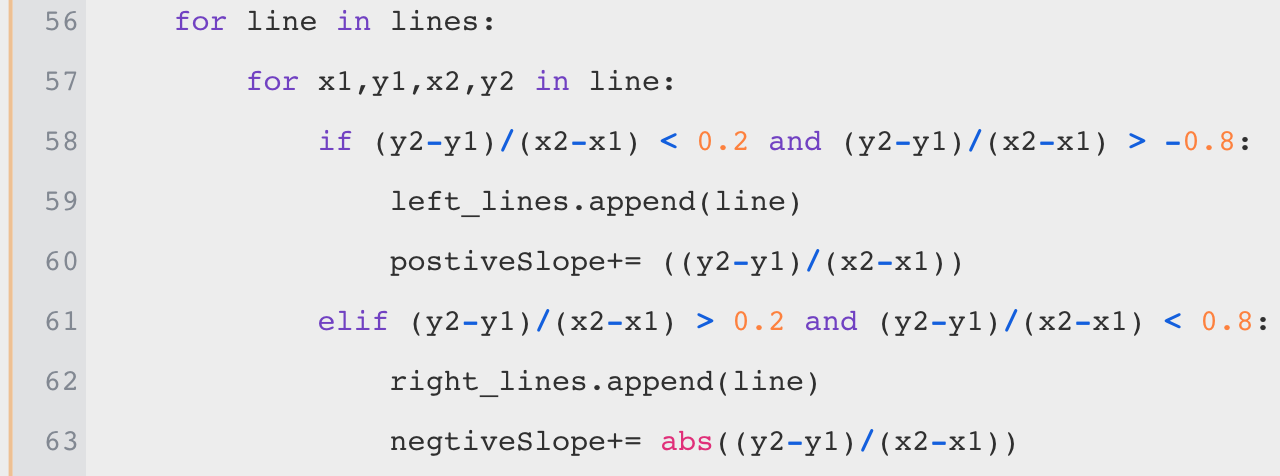 56 for line in lines:
57 for x1,y1,x2,y2 in line:
58 if (y2-y1)/(x2-x1) < 0.2 and (y2-y1)/(x2-x1) > -0.8:
59 left_lines.append(line)
60 postiveSlope+= ((y2-y1)/(x2-x1))
61 elif (y2-y1)/(x2-x1) > 0.2 and (y2-y1)/(x2-x1) < 0.8:
62 right_lines.append(line)
63 negtiveSlope+= abs((y2-y1)/(x2-x1))